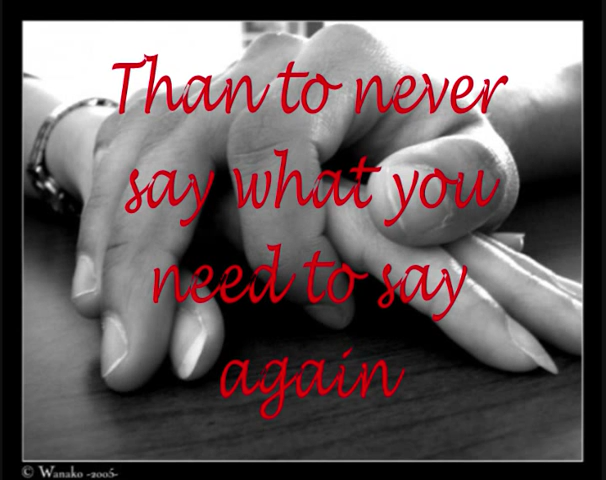 Than to never
say what you
need to say
again
© Wanako -2005-